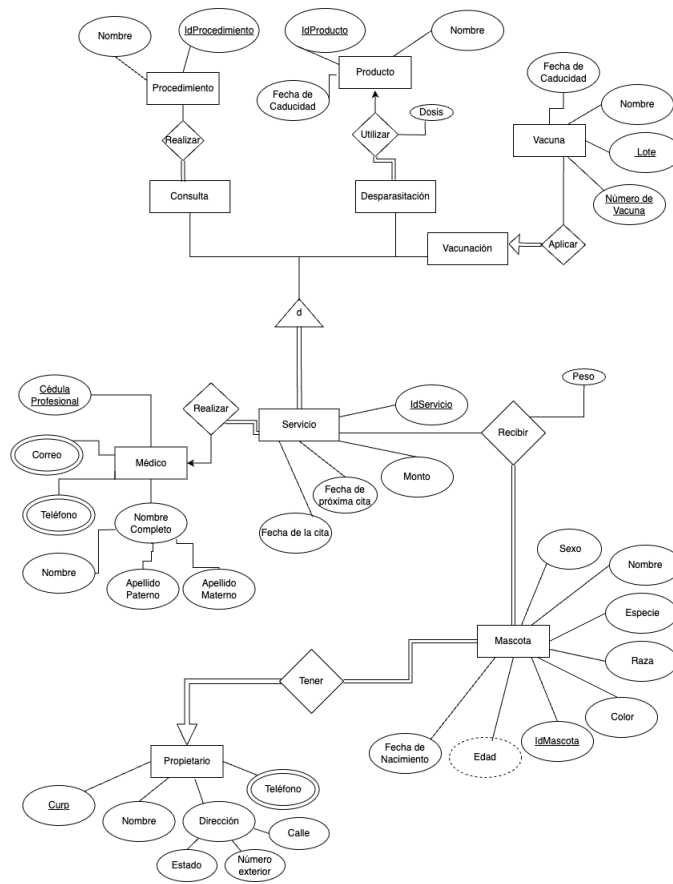 Nombre
IdProcedimiento
Procedimiento
Realizar
Consulta
IdProducto
Nombre
Producto
Fecha de
Caducidad
Dosis
Utilizar
Desparasitación
Fecha de
Caducidad
Nombre
Vacuna
Lote
Número de
Vacuna
Vacunación
Aplicar
d
Cédula
Profesional
Realizar
Servicio
IdServicio
Peso
Recibir
Correo
Médico
Monto
Fecha de
próxima cita
Teléfono
Nombre
Completo
Fecha de la cita
Nombre
Apellido
Paterno
Apellido
Materno
Sexo
Nombre
Especie
Mascota
Raza
Tener
Color
Fecha de
Nacimiento
Edad
IdMascota
Propietario
Teléfono
Curp
Nombre
Dirección
Calle
Estado
Número
exterior